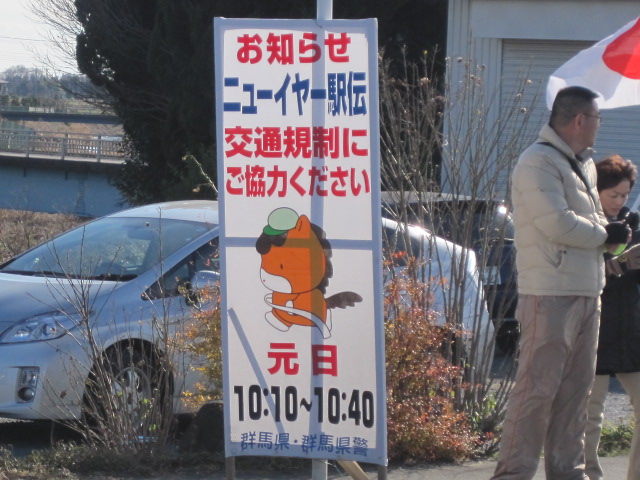 お知らせ
ニューイヤー駅伝
交通規制に
ご協力ください
元日
10:10～10:40
群馬県・群馬県警